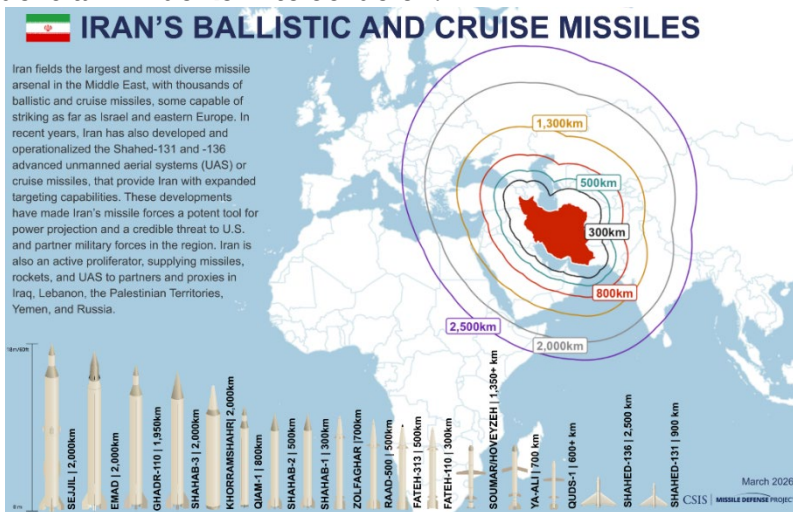 IRAN'S BALLISTIC AND CRUISE MISSILES
Iran fields the largest and most diverse missile
arsenal in the Middle East, with thousands of
ballistic and cruise missiles, some capable of
striking as far as Israel and eastern Europe. In
recent years, Iran has also developed and
operationalized the Shahed-131 and -136
advanced unmanned aerial systems (UAS) or
cruise missiles, that provide Iran with expanded
targeting capabilities. These developments
have made Iran's missile forces a potent tool for
power projection and a credible threat to U.S.
and partner military forces in the region. Iran is
also an active proliferator, supplying missiles,
rockets, and UAS to partners and proxies in
Iraq, Lebanon, the Palestinian Territories,
Yemen, and Russia.
1,300km
500km
300km
800km
2,500km
2,000km
0 m
SEJJIL | 2,000km
EMAD | 2,000km
GHADR-110 | 1,950km
SHAHAB-3 | 2,000km
KHORRAMSHAHR| 2,000km
QIAM-1 | 800km
SHAHAB-2 | 500km
SHAHAB-1 | 300km
ZOLFAGHAR |700km
RAAD-500 | 500km
FATEH-313 | 500km
FATEH-110 | 300km
SOUMAR/HOVEYZEH | 1,350+ km
YA-ALI | 700 km
QUDS-1 | 600+ km
SHAHED-136 | 2,500 km
SHAHED-131 | 900 km
March 2026
CSIS | MISSILE DEFENSE PROJECT